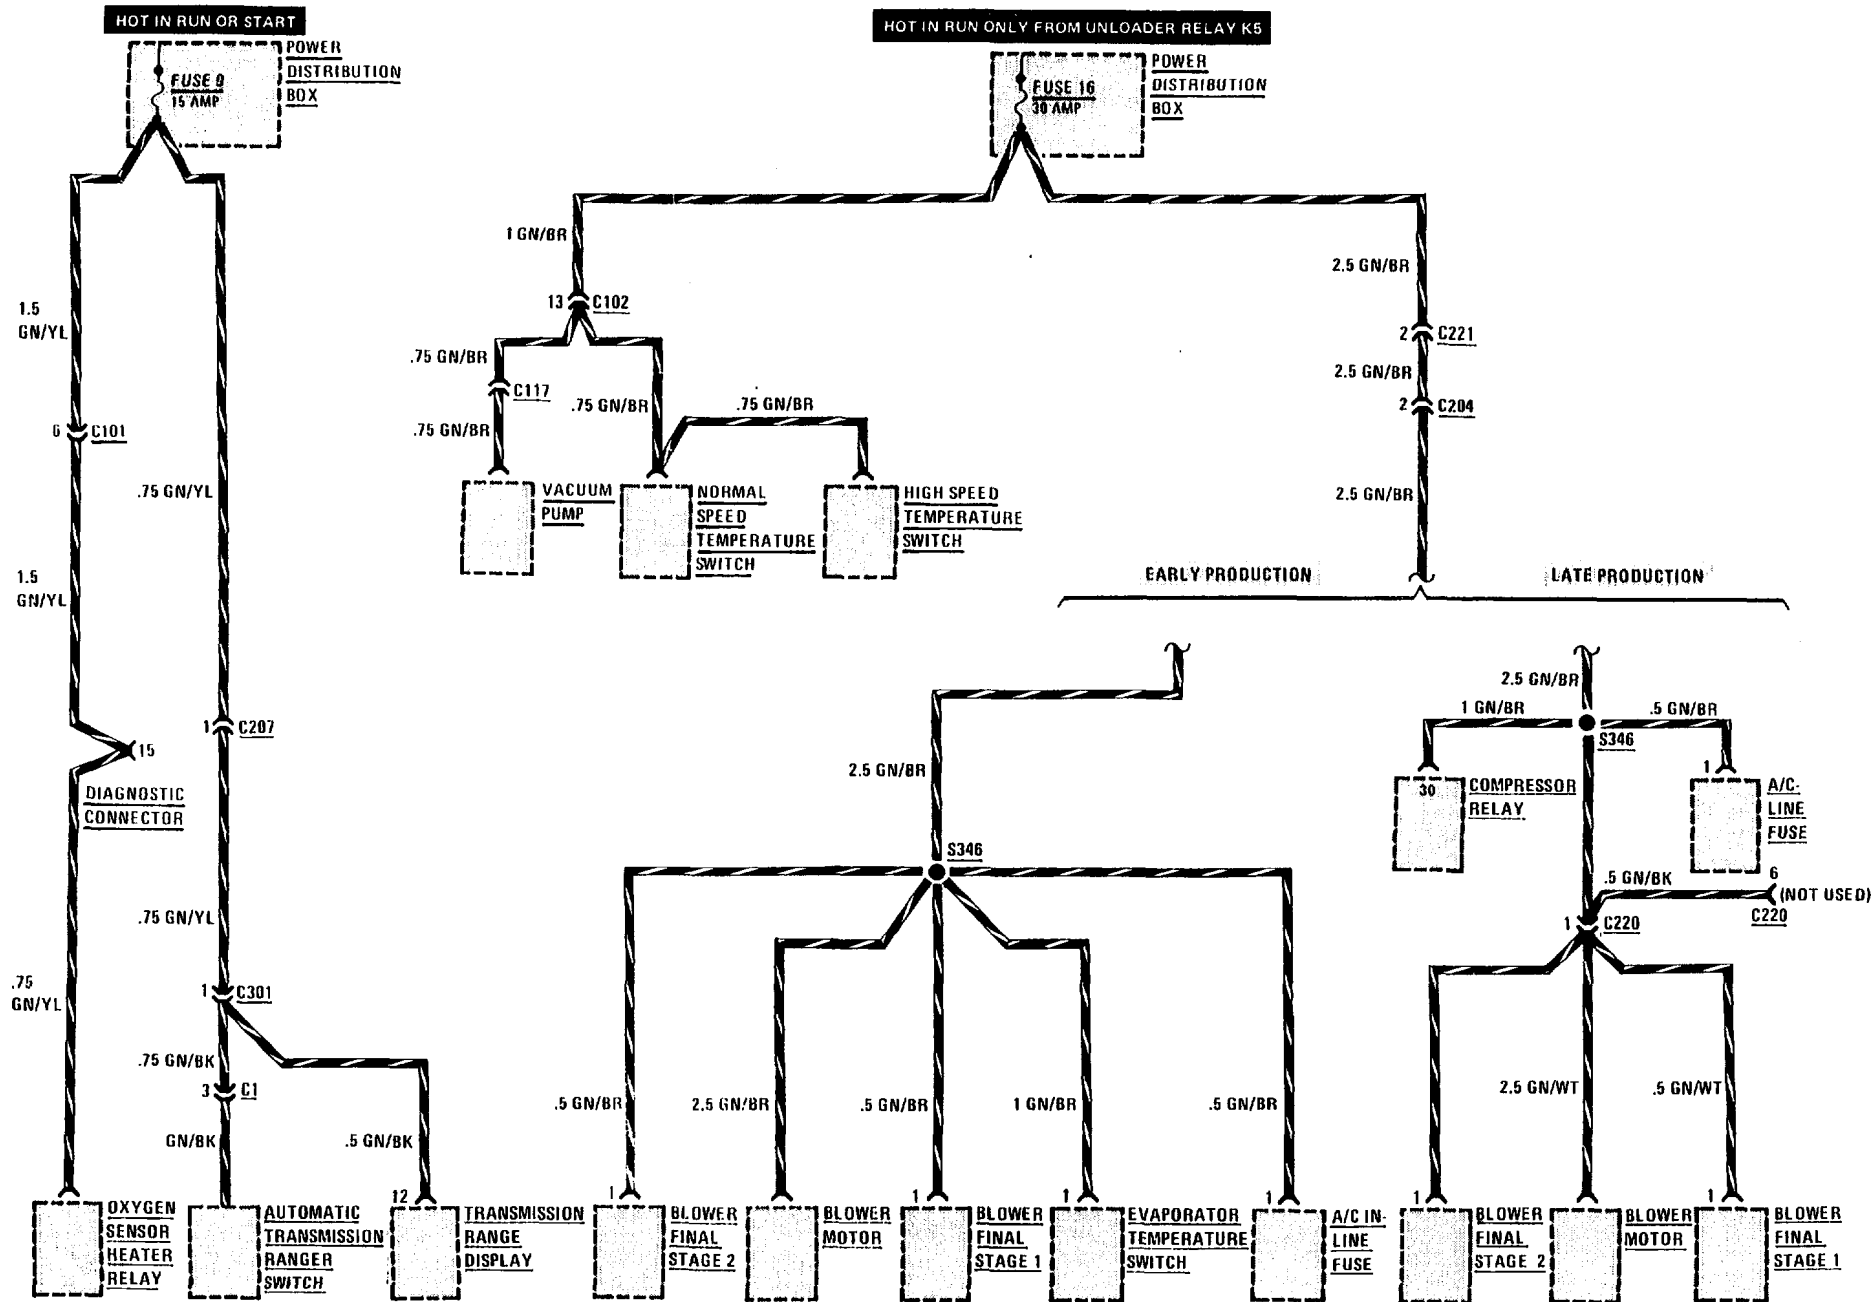 HOT IN RUN OR START
POWER
DISTRIBUTION
BOX
FUSE 9
15 AMP
HOT IN RUN ONLY FROM UNLOADER RELAY K5
POWER
DISTRIBUTION
BOX
FUSE 16
30 AMP
1.5
GN/YL
6
C101
1.5
GN/YL
15
DIAGNOSTIC
CONNECTOR
.75
GN/YL
.75 GN/YL
1
C207
.75 GN/YL
1
C301
.75 GN/BK
3
C1
GN/BK
.5 GN/BK
12
OXYGEN
SENSOR
HEATER
RELAY
AUTOMATIC
TRANSMISSION
RANGER
SWITCH
TRANSMISSION
RANGE
DISPLAY
1 GN/BR
13
C102
.75 GN/BR
C117
.75 GN/BR
.75 GN/BR
.75 GN/BR
VACUUM
PUMP
NORMAL
SPEED
TEMPERATURE
SWITCH
HIGH SPEED
TEMPERATURE
SWITCH
2.5 GN/BR
2
C221
2.5 GN/BR
2
C204
2.5 GN/BR
EARLY PRODUCTION
LATE PRODUCTION
2.5 GN/BR
S346
.5 GN/BR
2.5 GN/BR
.5 GN/BR
1 GN/BR
.5 GN/BR
1
1
1
1
BLOWER
FINAL
STAGE 2
BLOWER
MOTOR
BLOWER
FINAL
STAGE 1
EVAPORATOR
TEMPERATURE
SWITCH
A/C IN-
LINE
FUSE
2.5 GN/BR
1 GN/BR
.5 GN/BR
S346
30
COMPRESSOR
RELAY
1
A/C-
LINE
FUSE
.5 GN/BK
6
(NOT USED)
C220
1
C220
2.5 GN/WT
.5 GN/WT
1
1
BLOWER
FINAL
STAGE 2
BLOWER
MOTOR
BLOWER
FINAL
STAGE 1